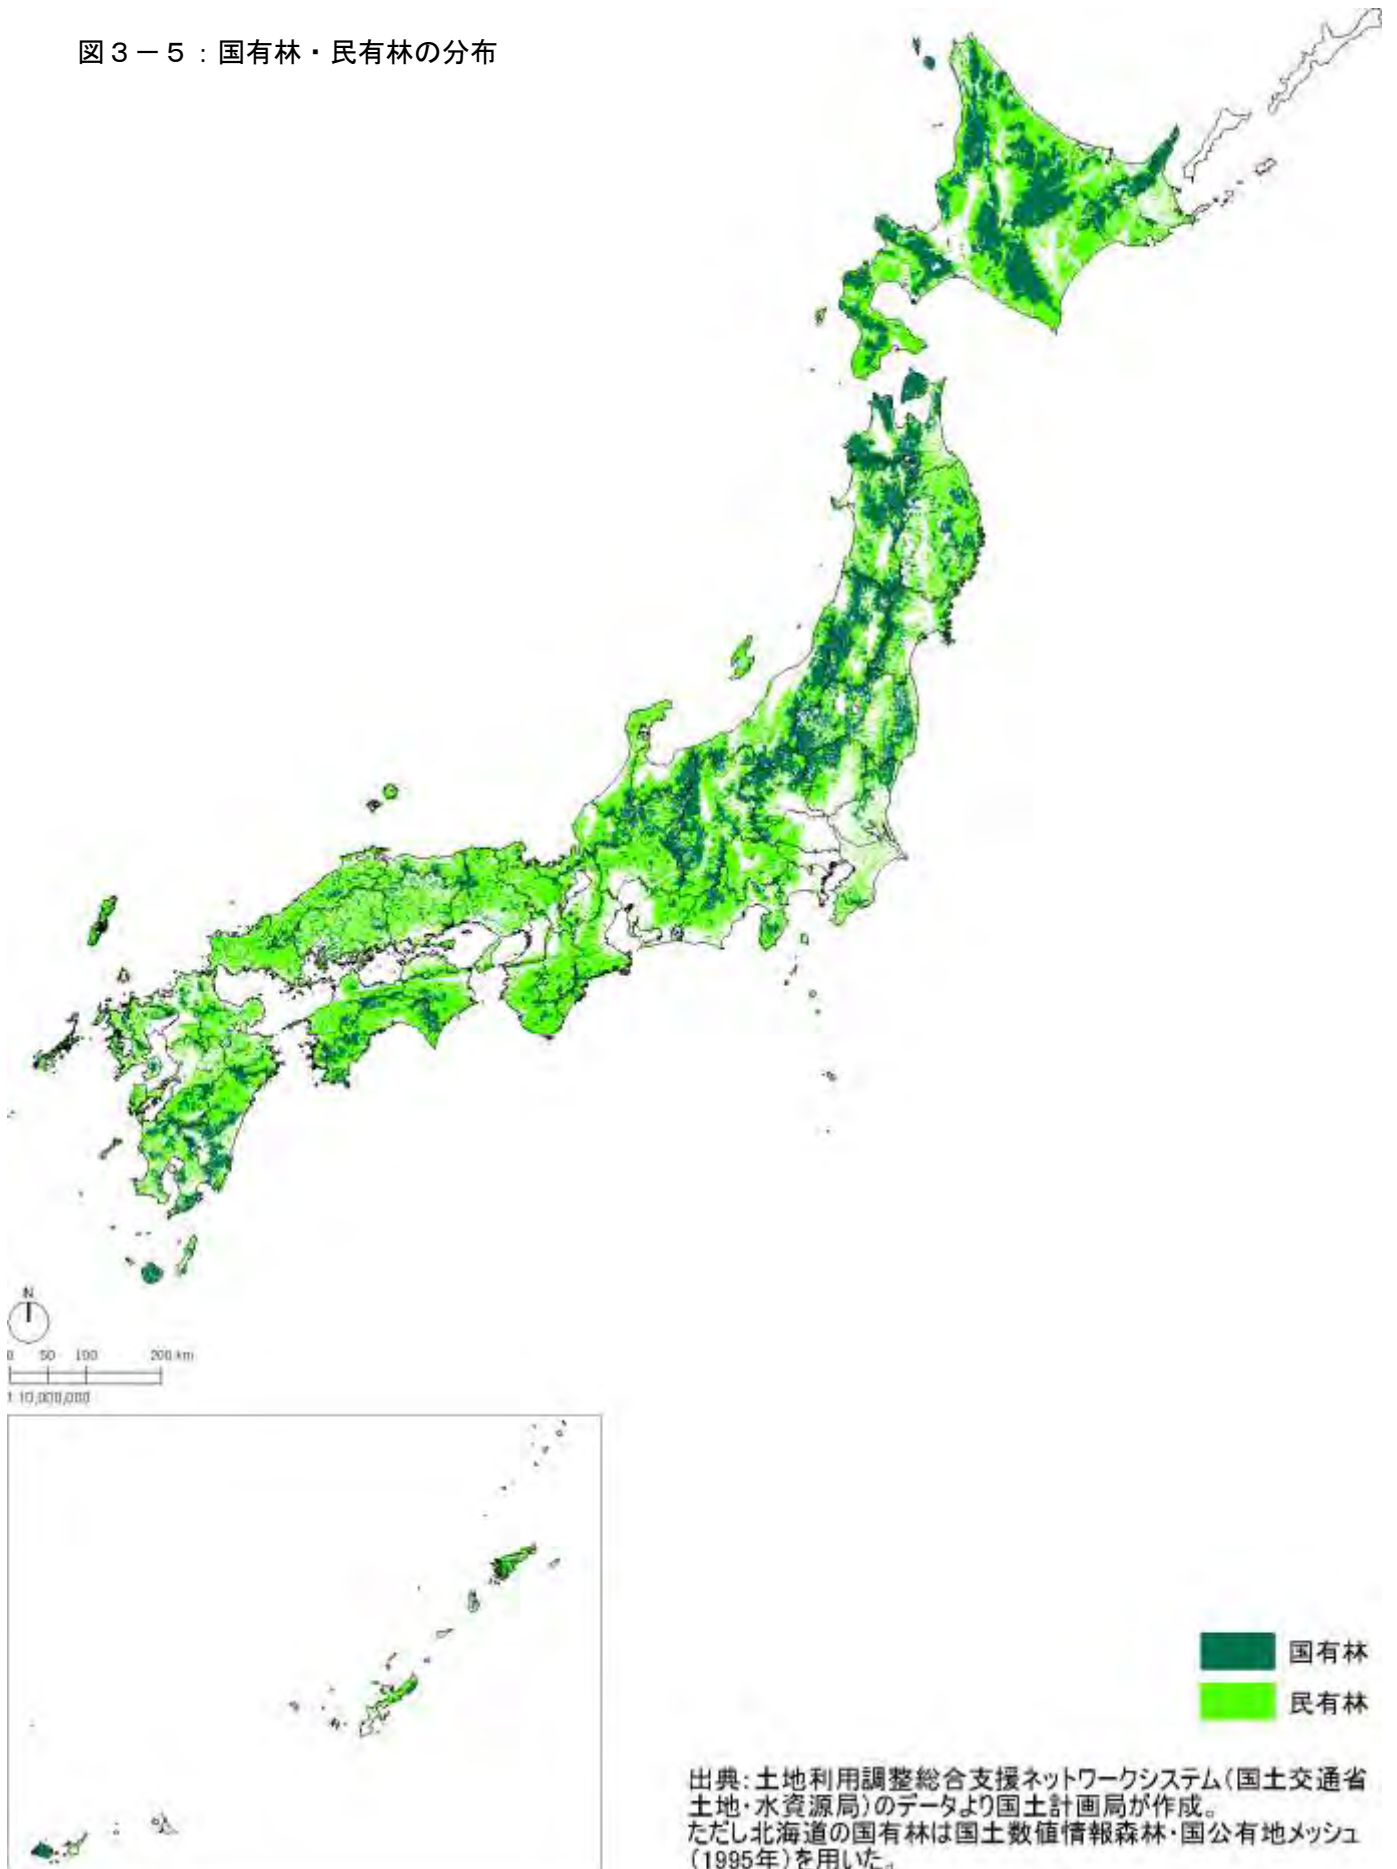 図３－５：国有林・民有林の分布
N
0 50 100 200 km
1:10,000,000
国有林
民有林
出典：土地利用調整総合支援ネットワークシステム（国土交通省
土地・水資源局）のデータより国土計画局が作成。
ただし北海道の国有林は国土数値情報森林・国公有地メッシュ
（1995年）を用いた。